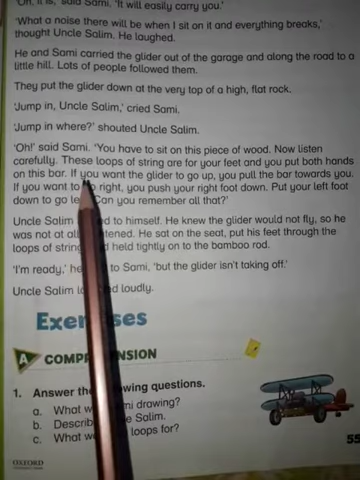 'Oh, it is,' said Sami. 'It will easily carry you.'
'What a noise there will be when I sit on it and everything breaks,'
thought Uncle Salim. He laughed.
He and Sami carried the glider out of the garage and along the road to a
little hill. Lots of people followed them.
They put the glider down at the very top of a high, flat rock.
'Jump in, Uncle Salim,' cried Sami.
'Jump in where?' shouted Uncle Salim.
'Oh!' said Sami. 'You have to sit on this piece of wood. Now listen
carefully. These loops of string are for your feet and you put both hands
on this bar. If you want the glider to go up, you pull the bar towards you.
If you want to go right, you push your right foot down. Put your left foot
down to go le Can you remember all that?'
Uncle Salim ed to himself. He knew the glider would not fly, so he
was not at all tened. He sat on the seat, put his feet through the
loops of string d held tightly on to the bamboo rod.
'I'm ready,' he to Sami, 'but the glider isn't taking off.'
Uncle Salim la ed loudly.
Exercises
A COMPREHENSION
1. Answer the wing questions.
a. What w mi drawing?
b. Describ e Salim.
c. What we loops for?
55
OXFORD